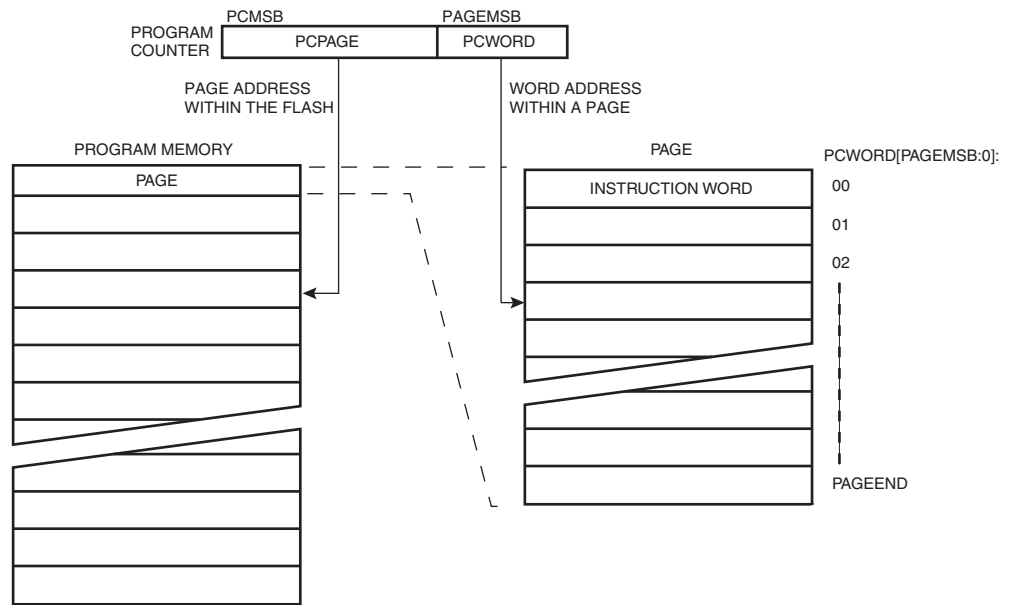 PCMSB
PAGEMSB
PROGRAM
COUNTER
PCPAGE
PCWORD
PAGE ADDRESS
WITHIN THE FLASH
WORD ADDRESS
WITHIN A PAGE
PROGRAM MEMORY
PAGE
PAGE
PCWORD[PAGEMSB:0]:
INSTRUCTION WORD
00
01
02
PAGEEND